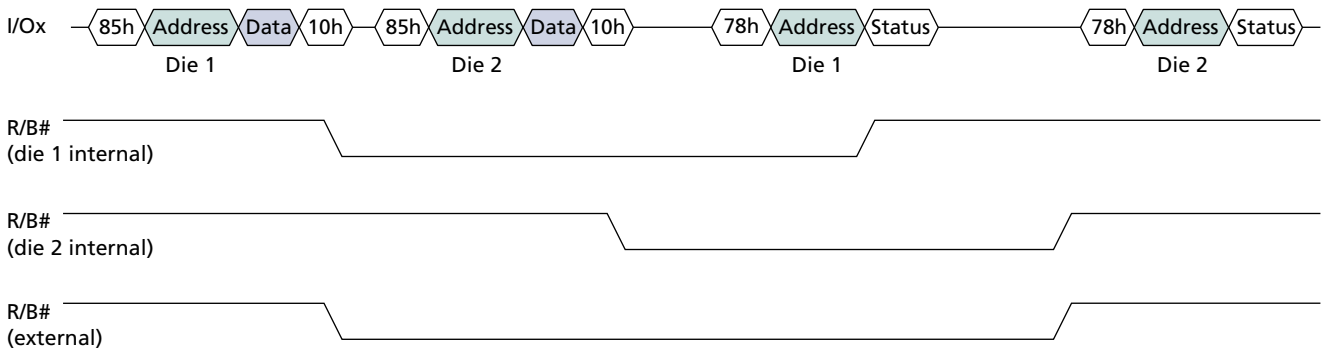 I/Ox 85h Address Data 10h 85h Address Data 10h 78h Address Status 78h Address Status
Die 1 Die 2 Die 1 Die 2
R/B#
(die 1 internal)
R/B#
(die 2 internal)
R/B#
(external)